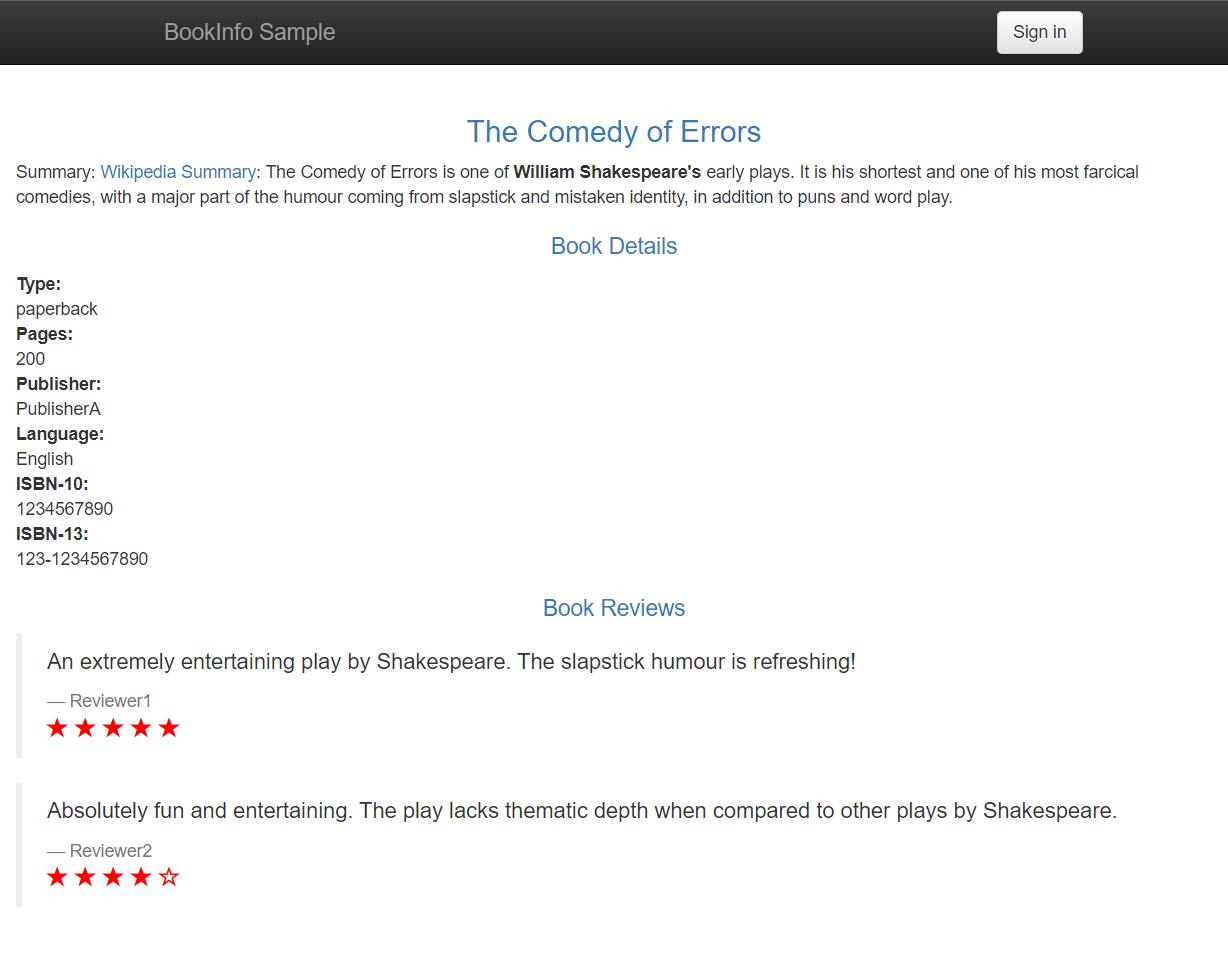 BookInfo Sample
Sign in
The Comedy of Errors
Summary: Wikipedia Summary: The Comedy of Errors is one of William Shakespeare's early plays. It is his shortest and one of his most farcical
comedies, with a major part of the humour coming from slapstick and mistaken identity, in addition to puns and word play.
Book Details
Type:
paperback
Pages:
200
Publisher:
PublisherA
Language:
English
ISBN-10:
1234567890
ISBN-13:
123-1234567890
Book Reviews
An extremely entertaining play by Shakespeare. The slapstick humour is refreshing!
— Reviewer1
★ ★ ★ ★ ★
Absolutely fun and entertaining. The play lacks thematic depth when compared to other plays by Shakespeare.
— Reviewer2
★ ★ ★ ★ ☆